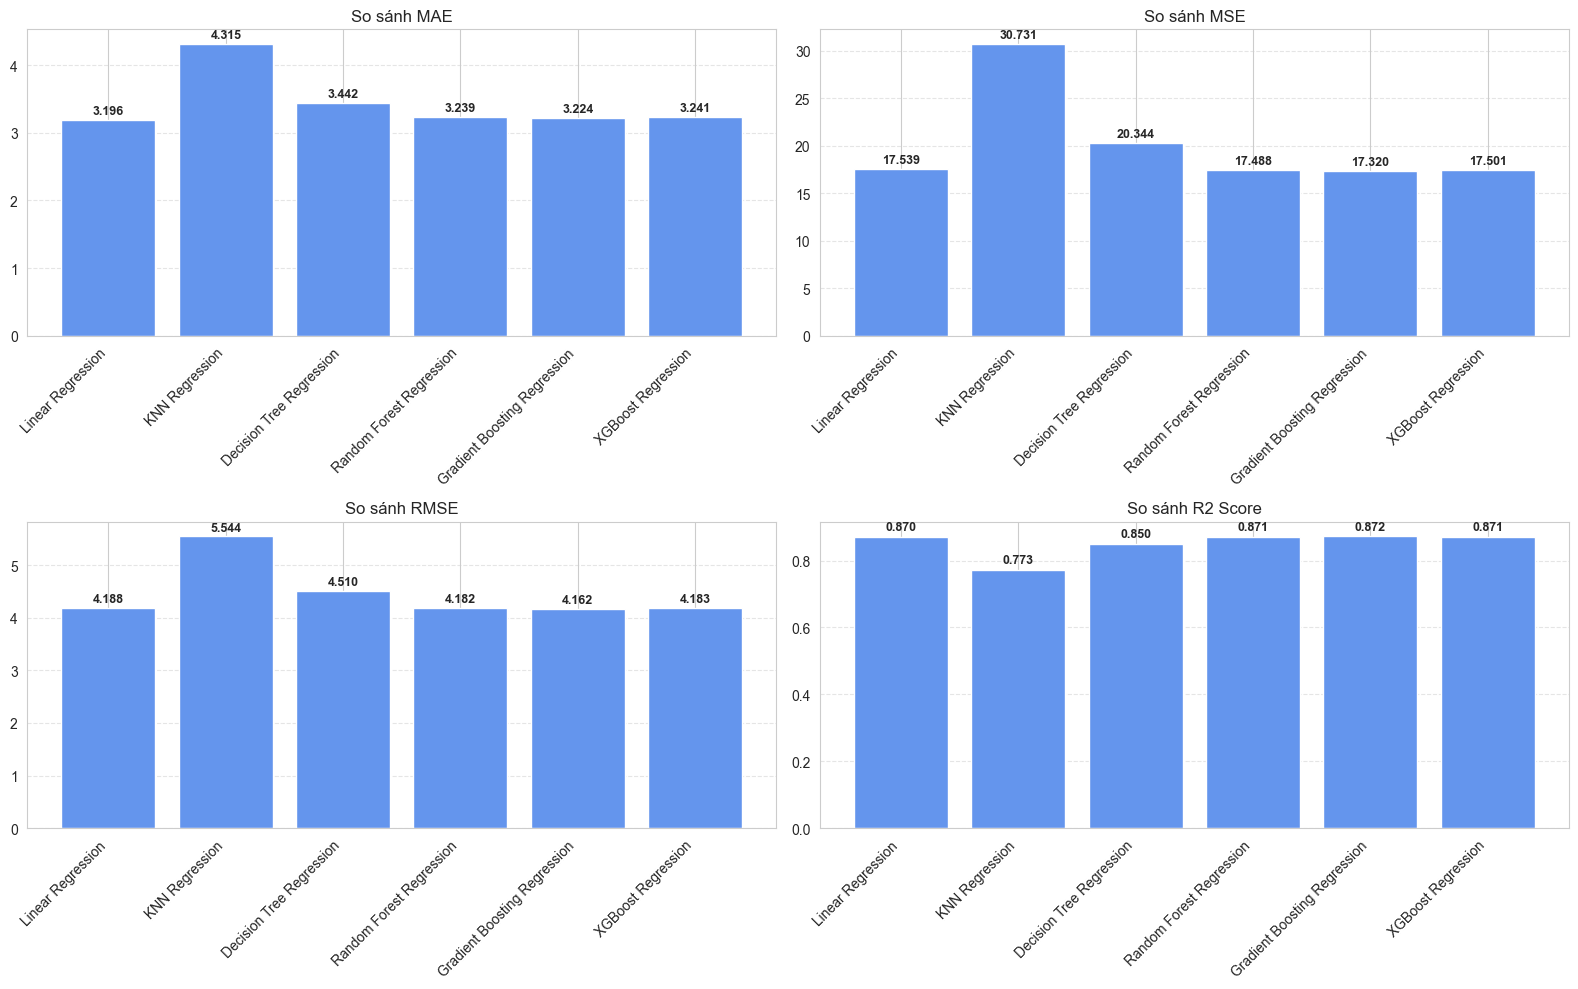 So sánh MAE
4
3
2
1
0
3.196
4.315
3.442
3.239
3.224
3.241
Linear Regression
KNN Regression
Decision Tree Regression
Random Forest Regression
Gradient Boosting Regression
XGBoost Regression
So sánh MSE
30
25
20
15
10
5
0
17.539
30.731
20.344
17.488
17.320
17.501
Linear Regression
KNN Regression
Decision Tree Regression
Random Forest Regression
Gradient Boosting Regression
XGBoost Regression
So sánh RMSE
5
4
3
2
1
0
4.188
5.544
4.510
4.182
4.162
4.183
Linear Regression
KNN Regression
Decision Tree Regression
Random Forest Regression
Gradient Boosting Regression
XGBoost Regression
So sánh R2 Score
0.8
0.6
0.4
0.2
0.0
0.870
0.773
0.850
0.871
0.872
0.871
Linear Regression
KNN Regression
Decision Tree Regression
Random Forest Regression
Gradient Boosting Regression
XGBoost Regression